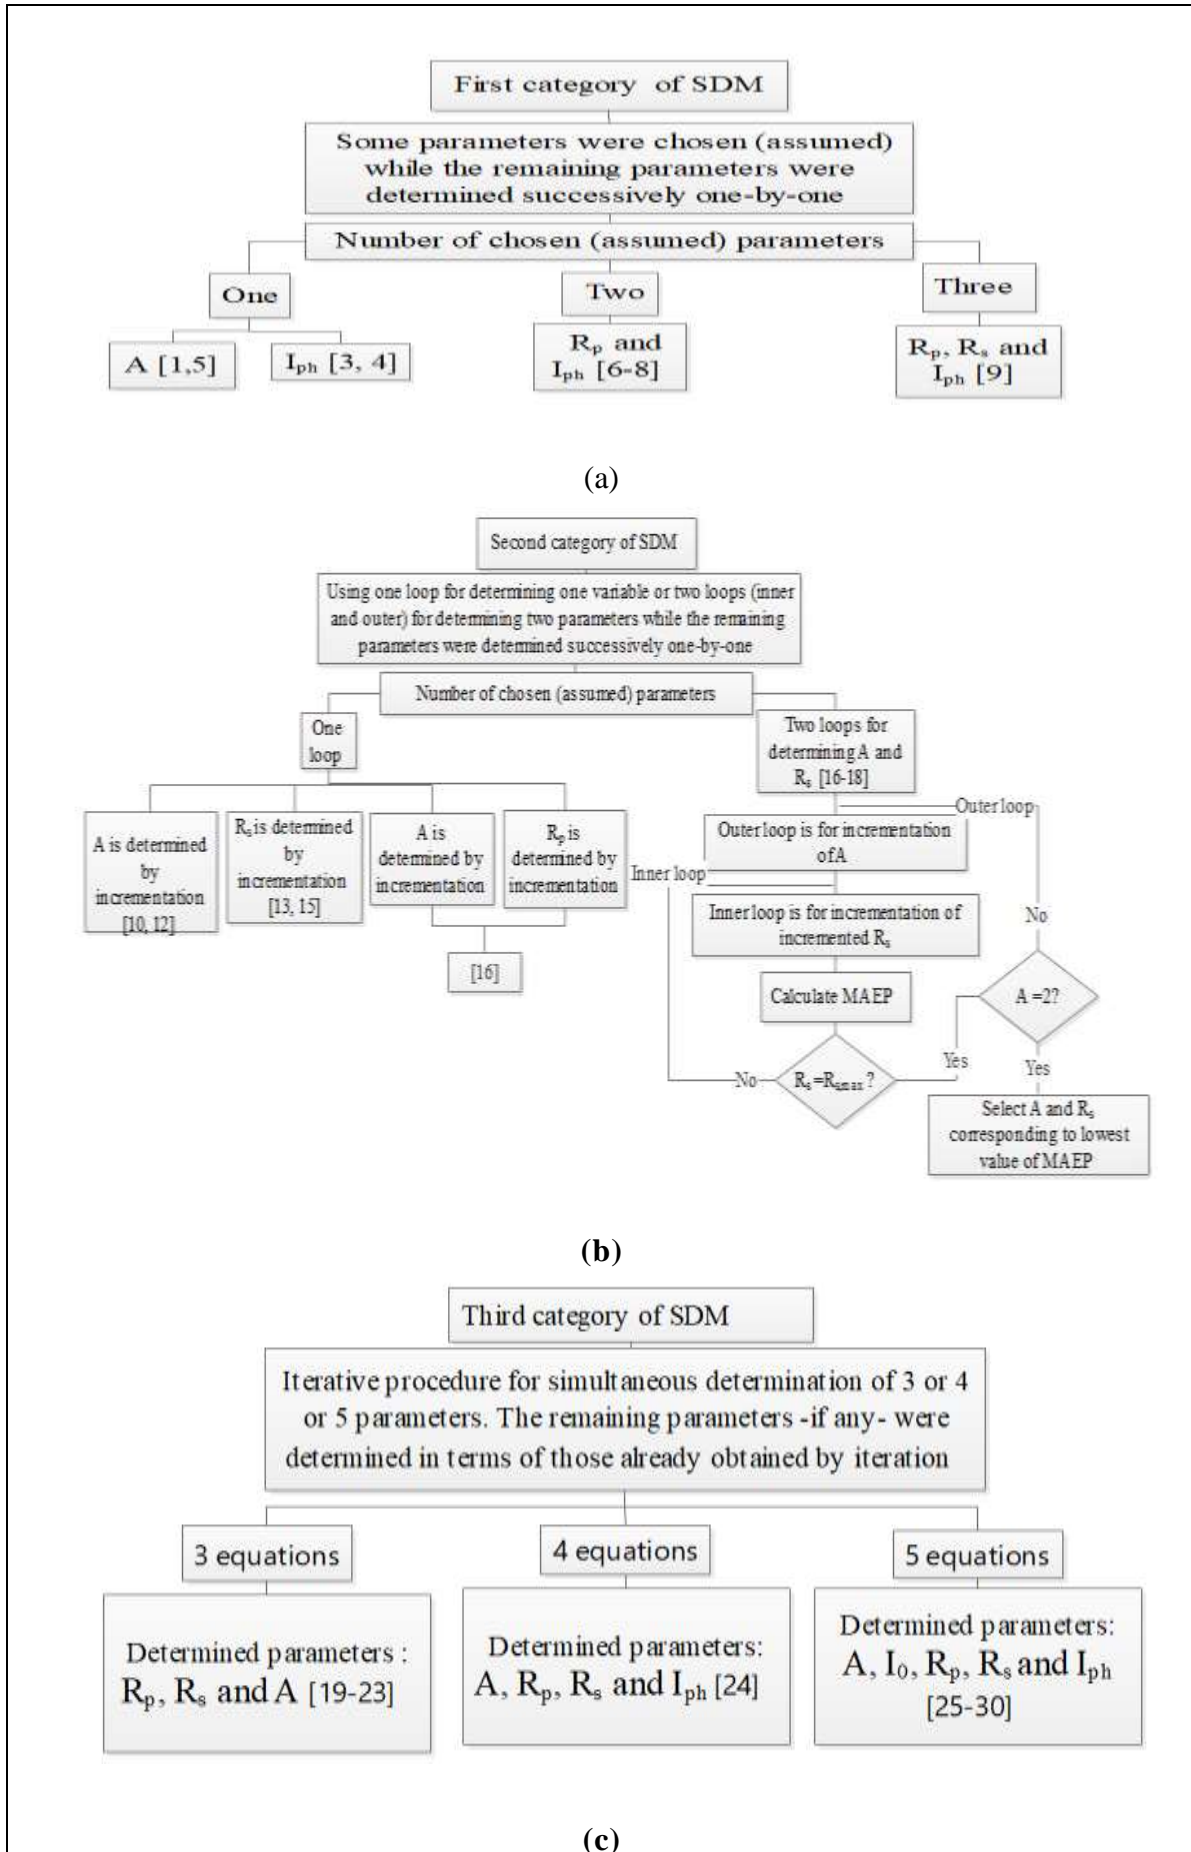 First category of SDM
Some parameters were chosen (assumed)
while the remaining parameters were
determined successively one-by-one
Number of chosen (assumed) parameters
One
Two
Three
A [1,5]
Iph [3, 4]
Rp and
Iph [6-8]
Rp, Rs and
Iph [9]
(a)
Second category of SDM
Using one loop for determining one variable or two loops (inner
and outer) for determining two parameters while the remaining
parameters were determined successively one-by-one
Number of chosen (assumed) parameters
One
loop
Two loops for
determining A and
Rs [16-18]
A is determined
by
incrementation
[10, 12]
Rs is determined
by
incrementation
[13, 15]
A is
determined by
incrementation
Rp is
determined by
incrementation
[16]
Outer loop
Outer loop is for incrementation
of A
Inner loop
Inner loop is for incrementation of
incremented Rs
No
Calculate MAEP
A =2?
No
Rs=Rsmax ?
Yes
Yes
Select A and Rs
corresponding to lowest
value of MAEP
(b)
Third category of SDM
Iterative procedure for simultaneous determination of 3 or 4
or 5 parameters. The remaining parameters -if any- were
determined in terms of those already obtained by iteration
3 equations
4 equations
5 equations
Determined parameters :
Rp, Rs and A [19-23]
Determined parameters:
A, Rp, Rs and Iph [24]
Determined parameters:
A, I0, Rp, Rs and Iph
[25-30]
(c)